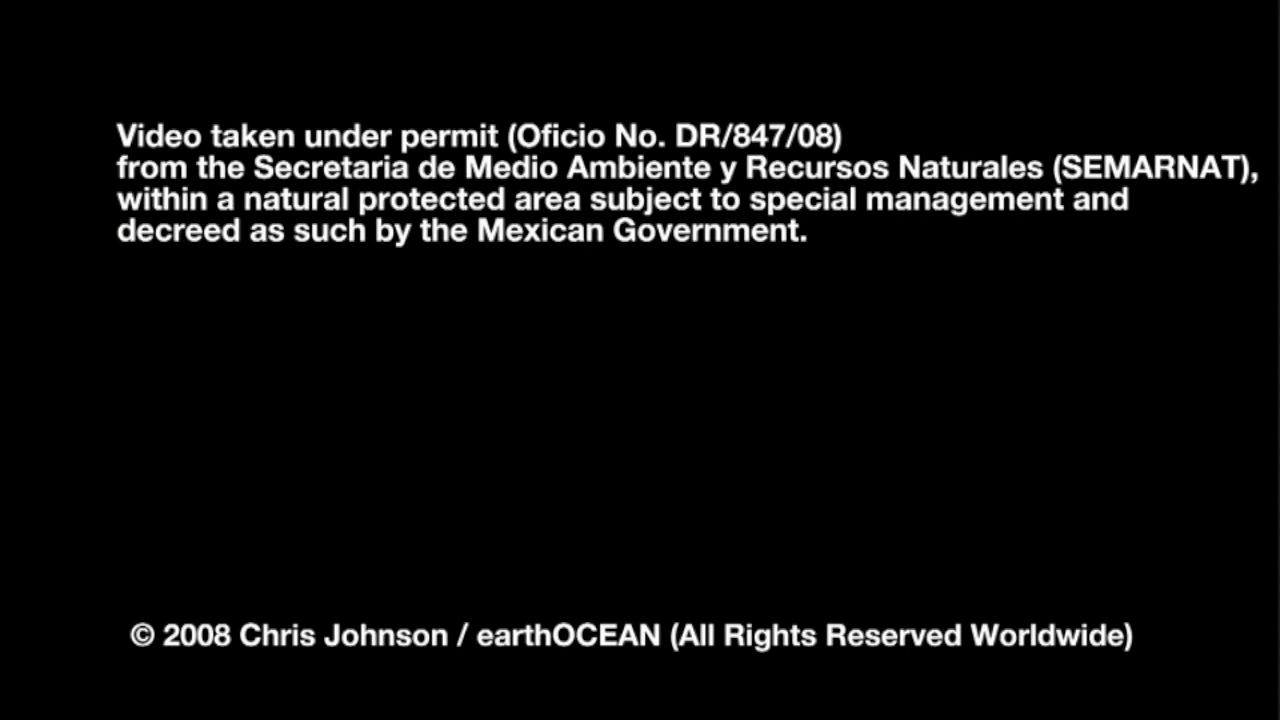 Video taken under permit (Oficio No. DR/847/08)
from the Secretaria de Medio Ambiente y Recursos Naturales (SEMARNAT),
within a natural protected area subject to special management and
decreed as such by the Mexican Government.
© 2008 Chris Johnson / earthOCEAN (All Rights Reserved Worldwide)